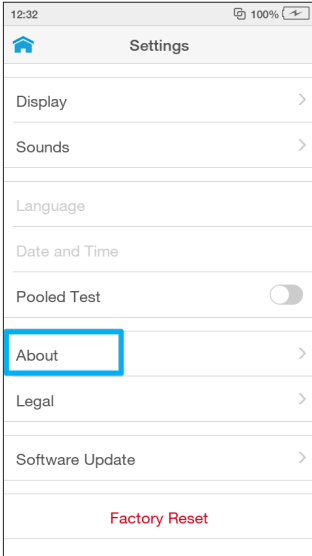 12:32 100%
Settings
Display
Sounds
Language
Date and Time
Pooled Test
About
Legal
Software Update
Factory Reset